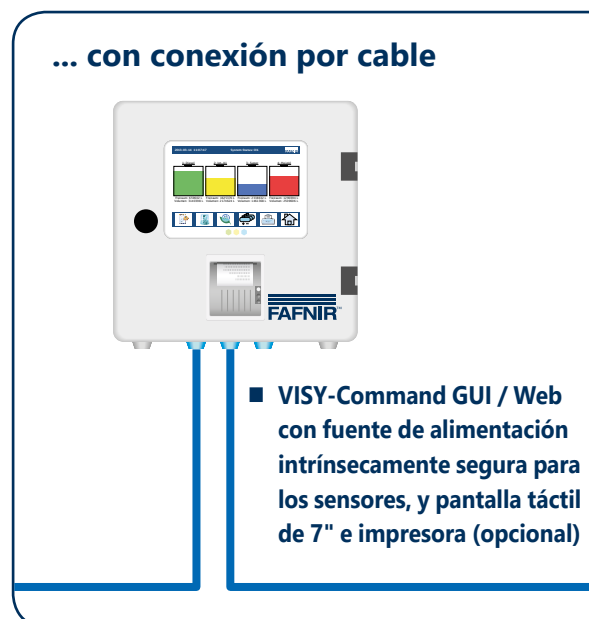 ... con conexión por cable
FAFNIR
■ VISY-Command GUI / Web
con fuente de alimentación
intrínsecamente segura para
los sensores, y pantalla táctil
de 7" e impresora (opcional)